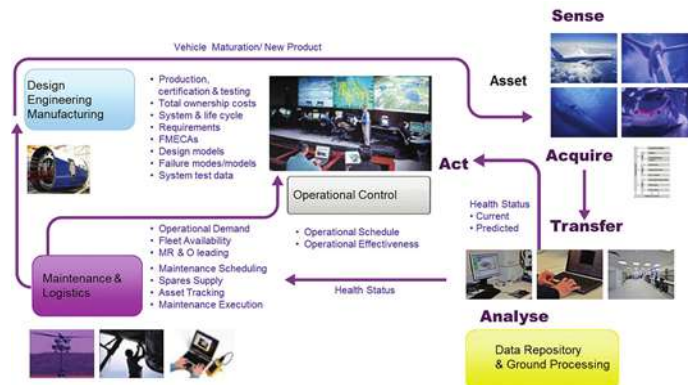 Sense
Vehicle Maturation/ New Product
Asset
Design
Engineering
Manufacturing
• Production,
certification & testing
• Total ownership costs
• System & life cycle
• Requirements
• FMECAs
• Design models
• Failure modes/models
• System test data
Act
Acquire
Operational Control
Health Status
• Current
• Predicted
Transfer
• Operational Demand
• Fleet Availability
• MR & O leading
• Operational Schedule
• Operational Effectiveness
Maintenance &
Logistics
• Maintenance Scheduling
• Spares Supply
• Asset Tracking
• Maintenance Execution
Health Status
Analyse
Data Repository
& Ground Processing